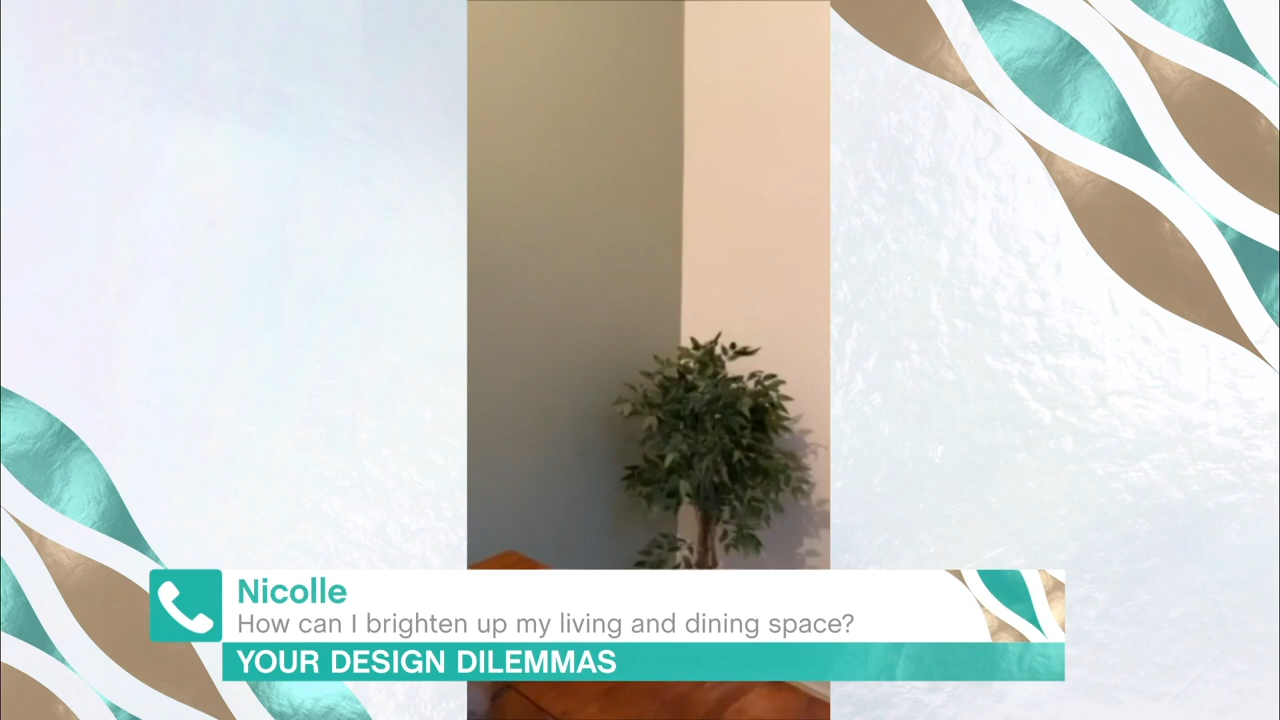 Nicolle
How can I brighten up my living and dining space?
YOUR DESIGN DILEMMAS